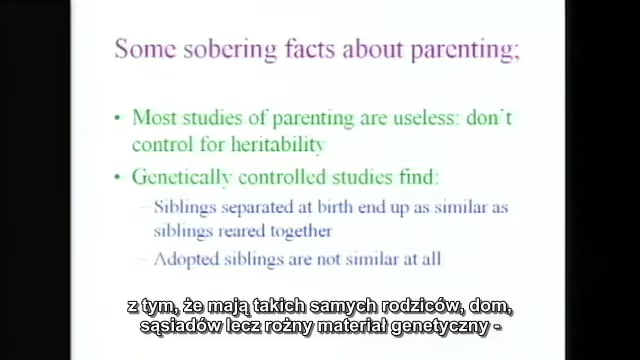 Some sobering facts about parenting;
• Most studies of parenting are useless: don't
control for heritability
• Genetically controlled studies find:
– Siblings separated at birth end up as similar as
siblings reared together
– Adopted siblings are not similar at all
z tym, że mają takich samych rodziców, dom,
sąsiadów lecz rożny materiał genetyczny -